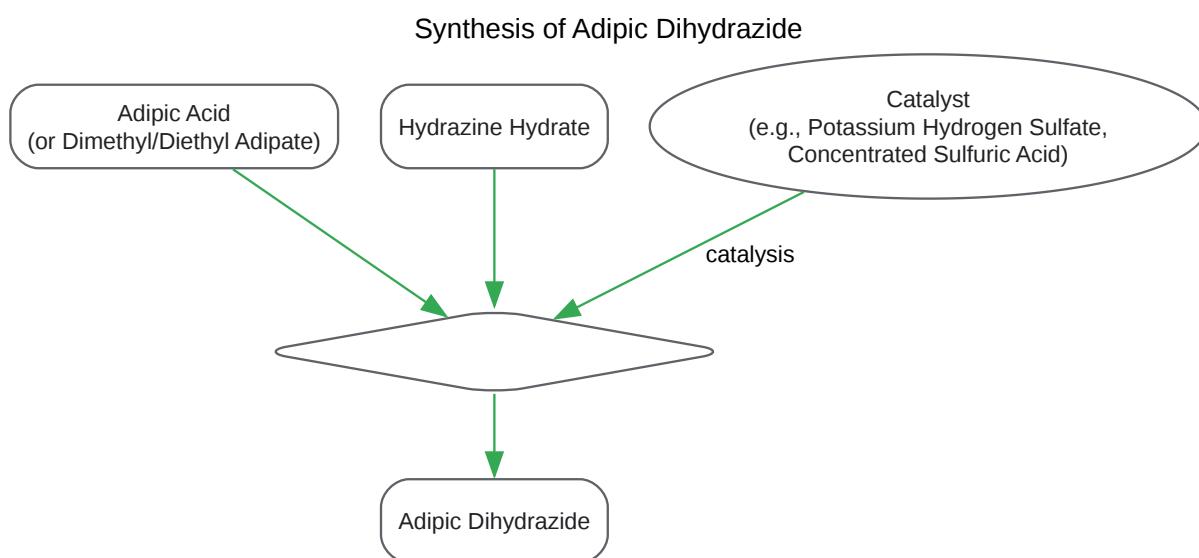 Synthesis of Adipic Dihydrazide
Adipic Acid
(or Dimethyl/Diethyl Adipate)
Hydrazine Hydrate
Catalyst
(e.g., Potassium Hydrogen Sulfate,
Concentrated Sulfuric Acid)
catalysis
Adipic Dihydrazide